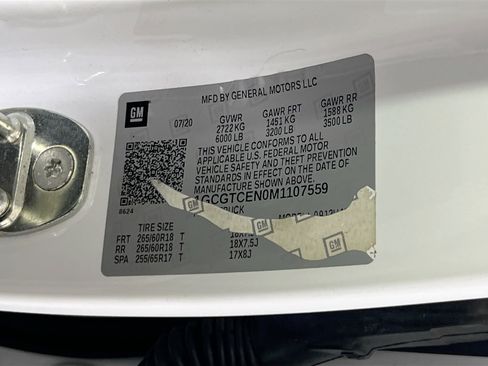 MFD BY GENERAL MOTORS LLC
GM
07/20 GVWR GAWR FRT GAWR RR
2722 KG 1451 KG 1588 KG
6000 LB 3200 LB 3500 LB
THIS VEHICLE CONFORMS TO ALL
APPLICABLE U.S. FEDERAL MOTOR
VEHICLE SAFETY AND THEFT PREVENTION
STANDARDS IN EFFECT ON THE DATE OF
MANUFACTURE SHOWN ABOVE.
1GCGTCEN0M1107559
8624
TIRE SIZE
FRT 265/60R18 T
RR 265/60R18 T 18X7.5J
SPA 255/65R17 T 17X8J
GM